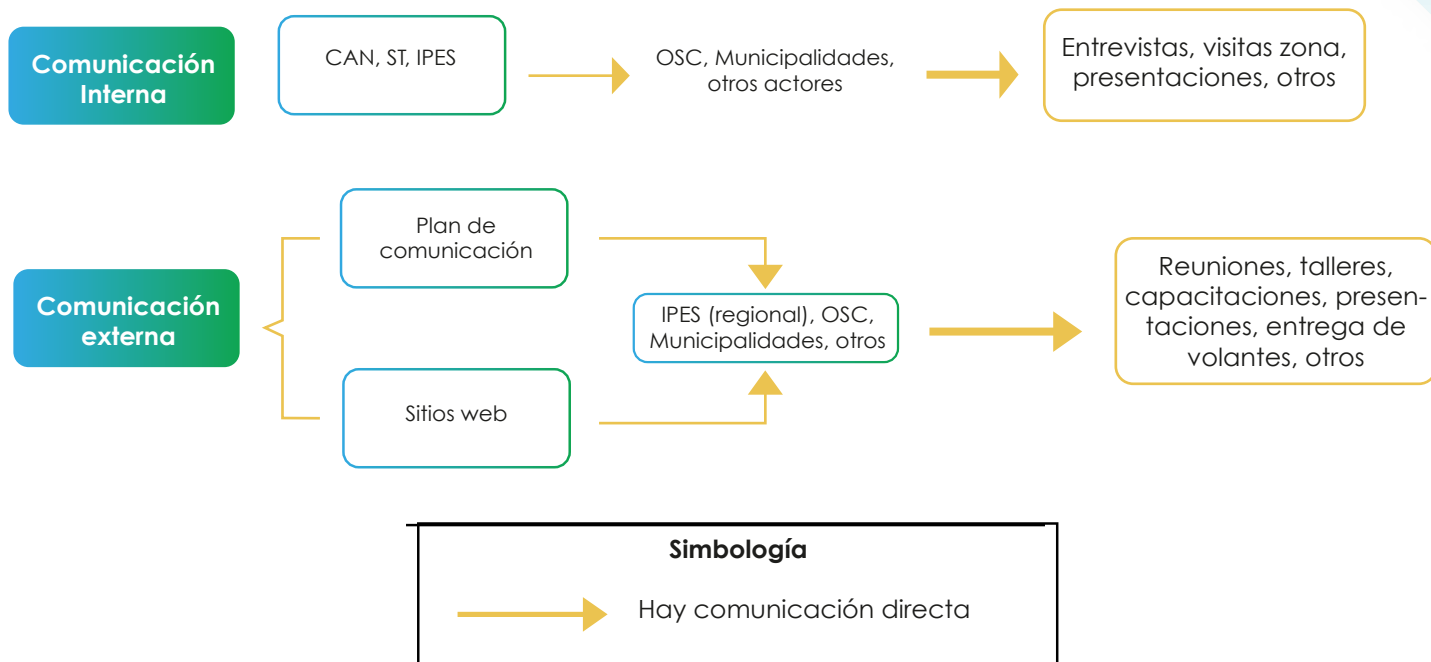 Comunicación
Interna
CAN, ST, IPES
OSC, Municipalidades,
otros actores
Entrevistas, visitas zona,
presentaciones, otros
Comunicación
externa
Plan de
comunicación
Sitios web
IPES (regional), OSC,
Municipalidades, otros
Reuniones, talleres,
capacitaciones, presen-
taciones, entrega de
volantes, otros
Simbología
Hay comunicación directa